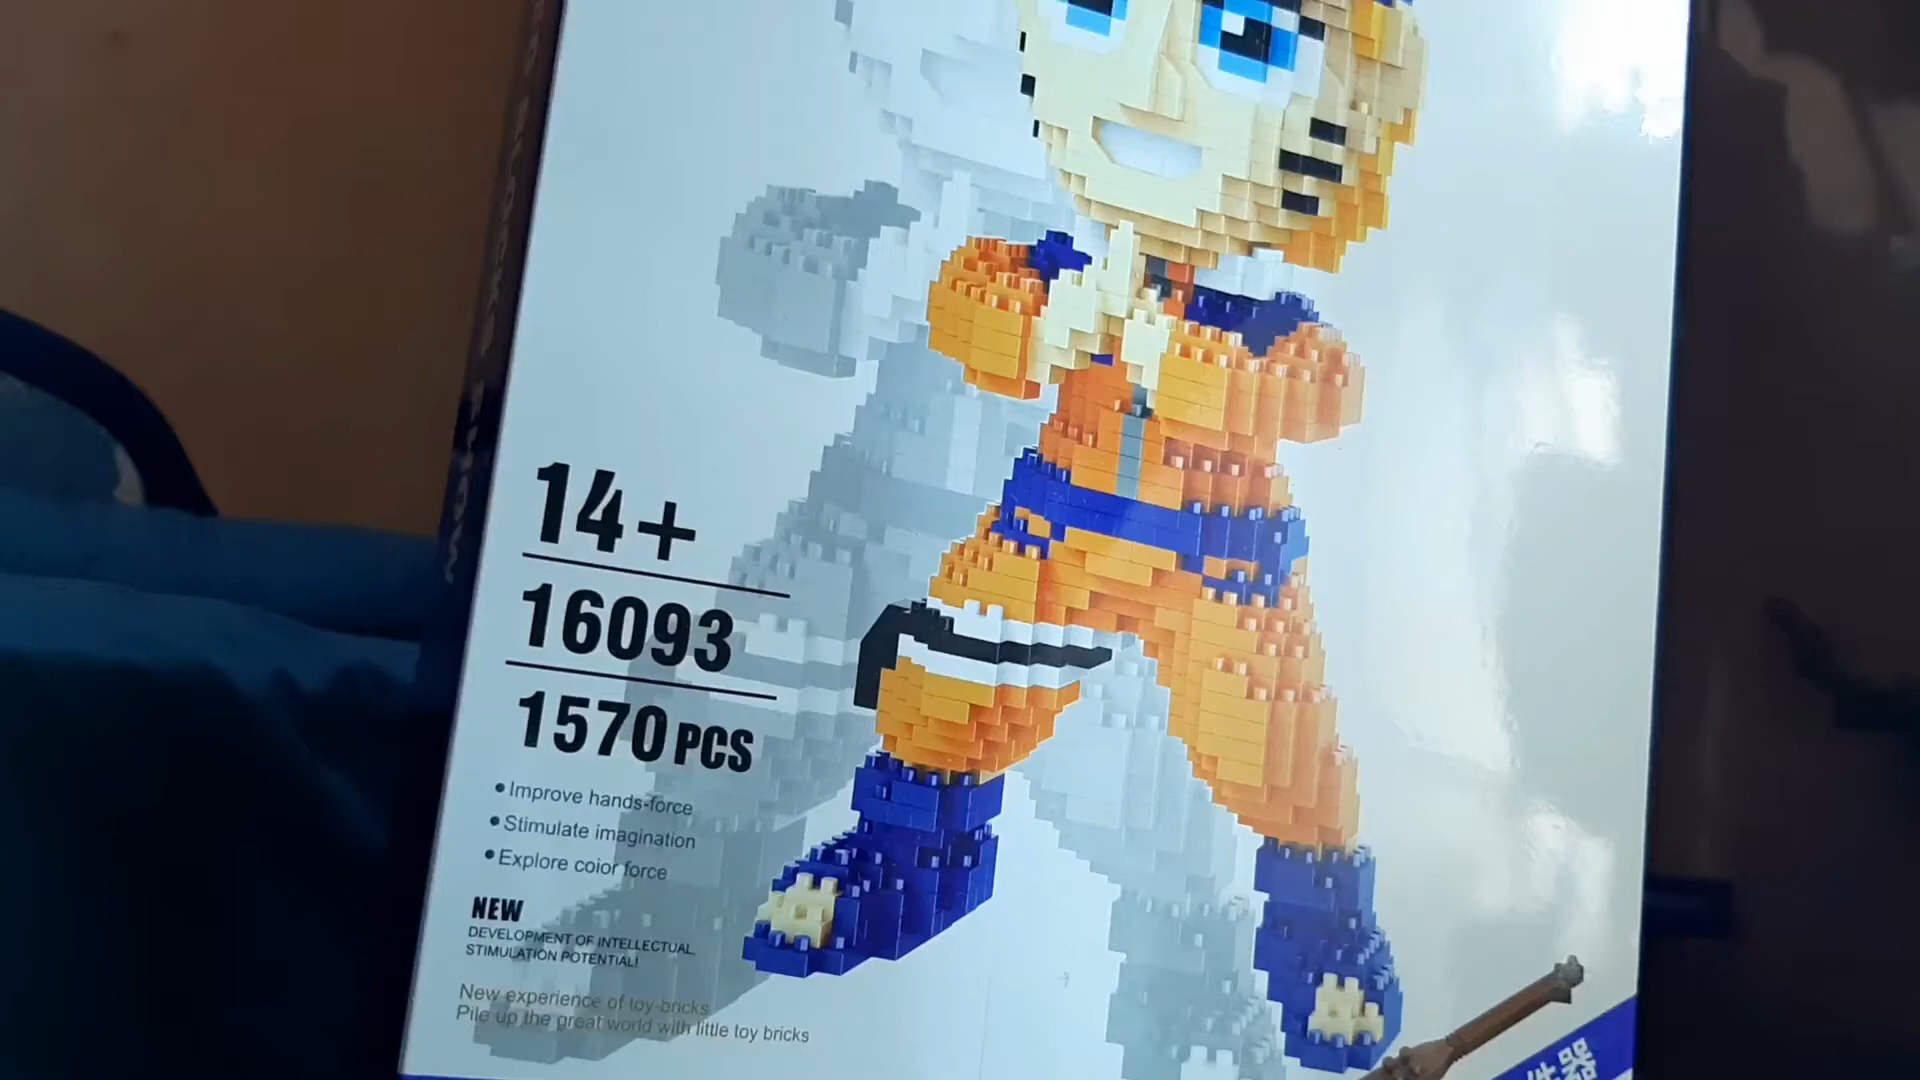 14+
16093
1570 PCS
• Improve hands-force
• Stimulate imagination
• Explore color force
NEW
DEVELOPMENT OF INTELLECTUAL
STIMULATION POTENTIAL!
New experience of toy-bricks
Pile up the great world with little toy bricks
器